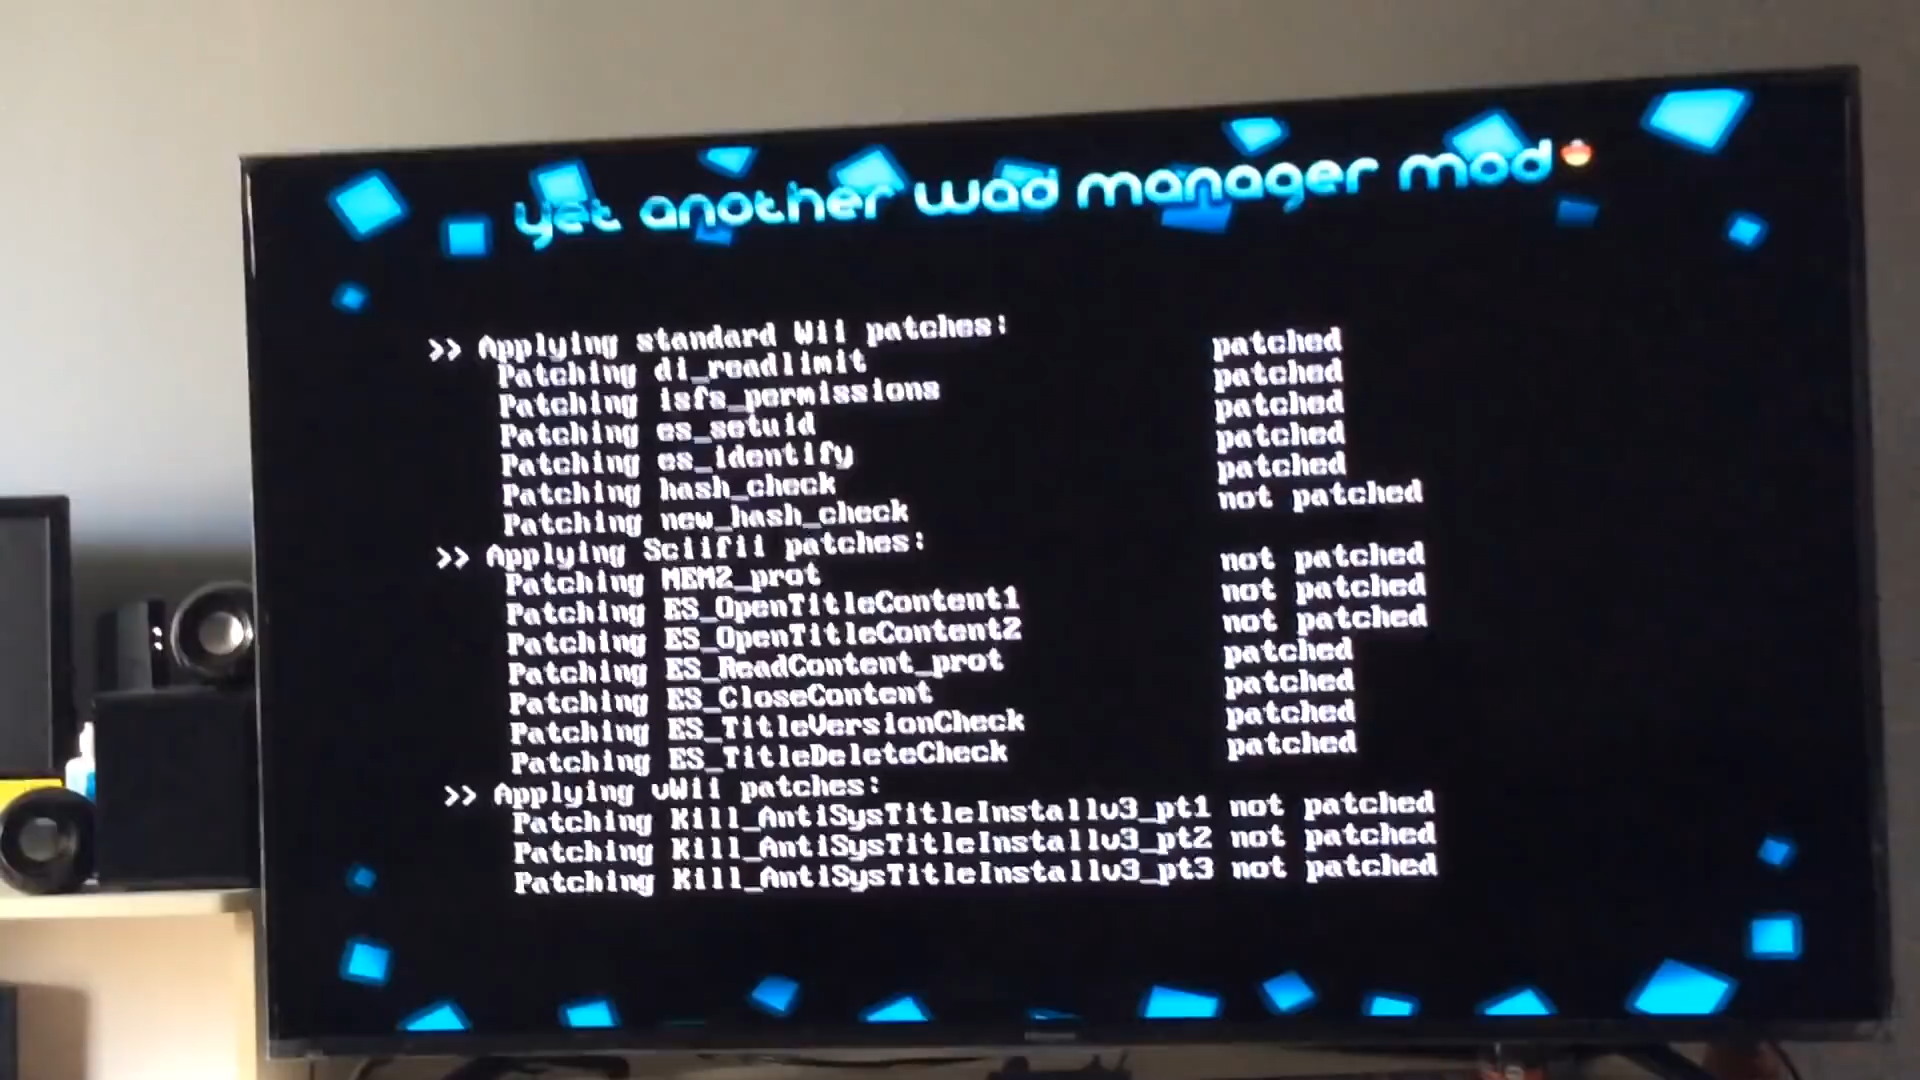 yet another wad manager mod
>> Applying standard Wii patches:
Patching di_readlimit patched
Patching isfs_permissions patched
Patching es_setuid patched
Patching es_identify patched
Patching hash_check patched
Patching new_hash_check not patched
>> Applying Sciifii patches:
Patching MEM2_prot not patched
Patching ES_OpenTitleContent1 not patched
Patching ES_OpenTitleContent2 not patched
Patching ES_ReadContent_prot patched
Patching ES_CloseContent patched
Patching ES_TitleVersionCheck patched
Patching ES_TitleDeleteCheck patched
>> Applying vWii patches:
Patching Kill_AntiSysTitleInstallv3_pt1 not patched
Patching Kill_AntiSysTitleInstallv3_pt2 not patched
Patching Kill_AntiSysTitleInstallv3_pt3 not patched